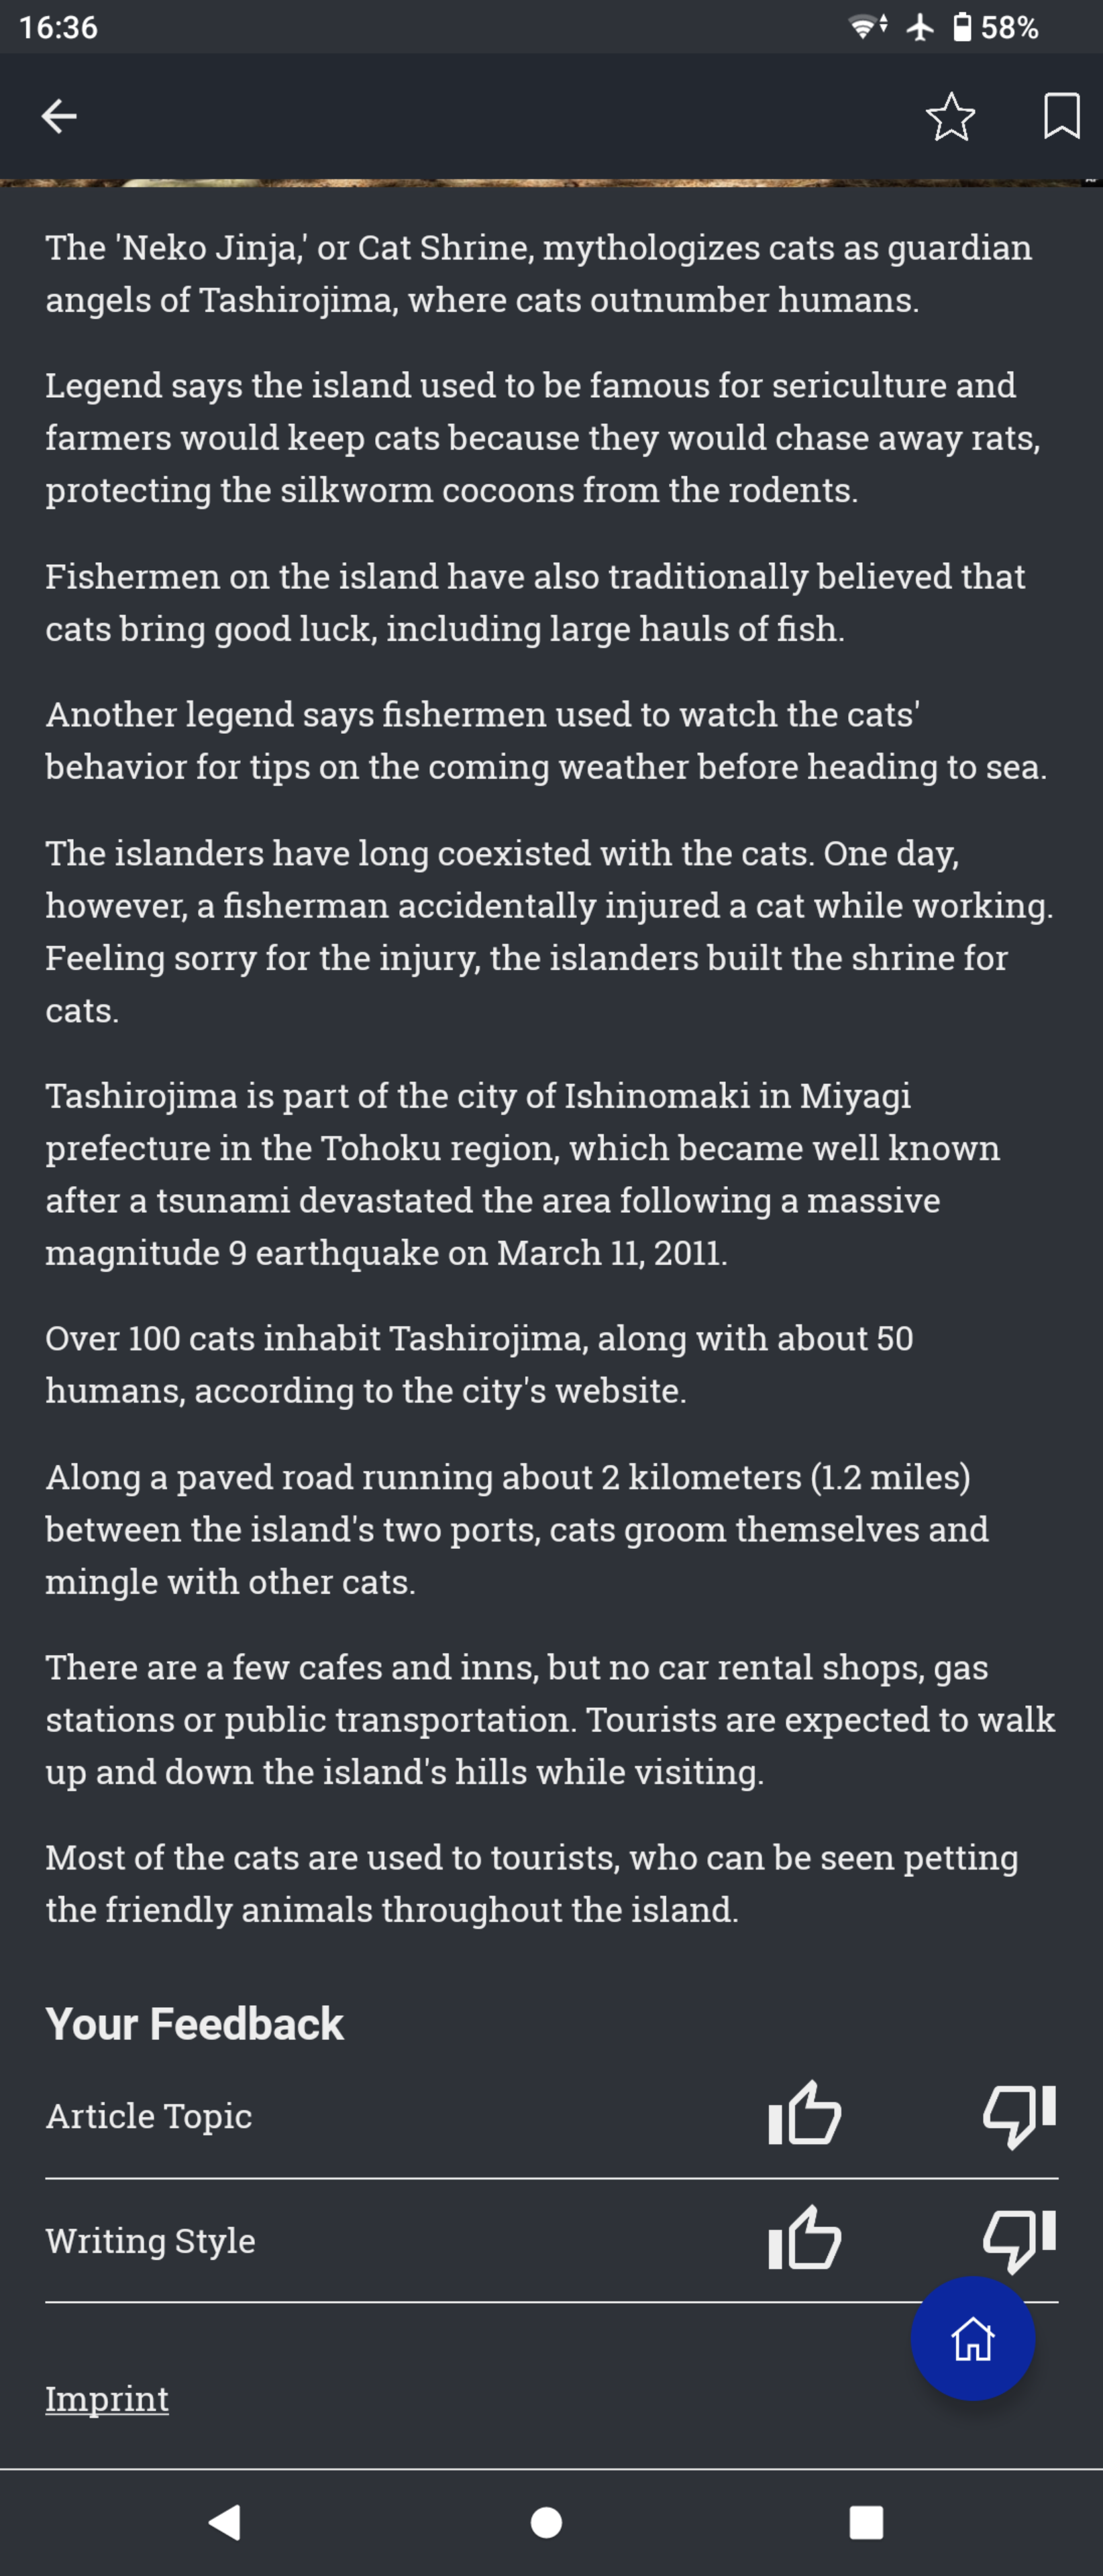 16:36
58%
The 'Neko Jinja,' or Cat Shrine, mythologizes cats as guardian
angels of Tashirojima, where cats outnumber humans.
Legend says the island used to be famous for sericulture and
farmers would keep cats because they would chase away rats,
protecting the silkworm cocoons from the rodents.
Fishermen on the island have also traditionally believed that
cats bring good luck, including large hauls of fish.
Another legend says fishermen used to watch the cats'
behavior for tips on the coming weather before heading to sea.
The islanders have long coexisted with the cats. One day,
however, a fisherman accidentally injured a cat while working.
Feeling sorry for the injury, the islanders built the shrine for
cats.
Tashirojima is part of the city of Ishinomaki in Miyagi
prefecture in the Tohoku region, which became well known
after a tsunami devastated the area following a massive
magnitude 9 earthquake on March 11, 2011.
Over 100 cats inhabit Tashirojima, along with about 50
humans, according to the city's website.
Along a paved road running about 2 kilometers (1.2 miles)
between the island's two ports, cats groom themselves and
mingle with other cats.
There are a few cafes and inns, but no car rental shops, gas
stations or public transportation. Tourists are expected to walk
up and down the island's hills while visiting.
Most of the cats are used to tourists, who can be seen petting
the friendly animals throughout the island.
Your Feedback
Article Topic
Writing Style
Imprint